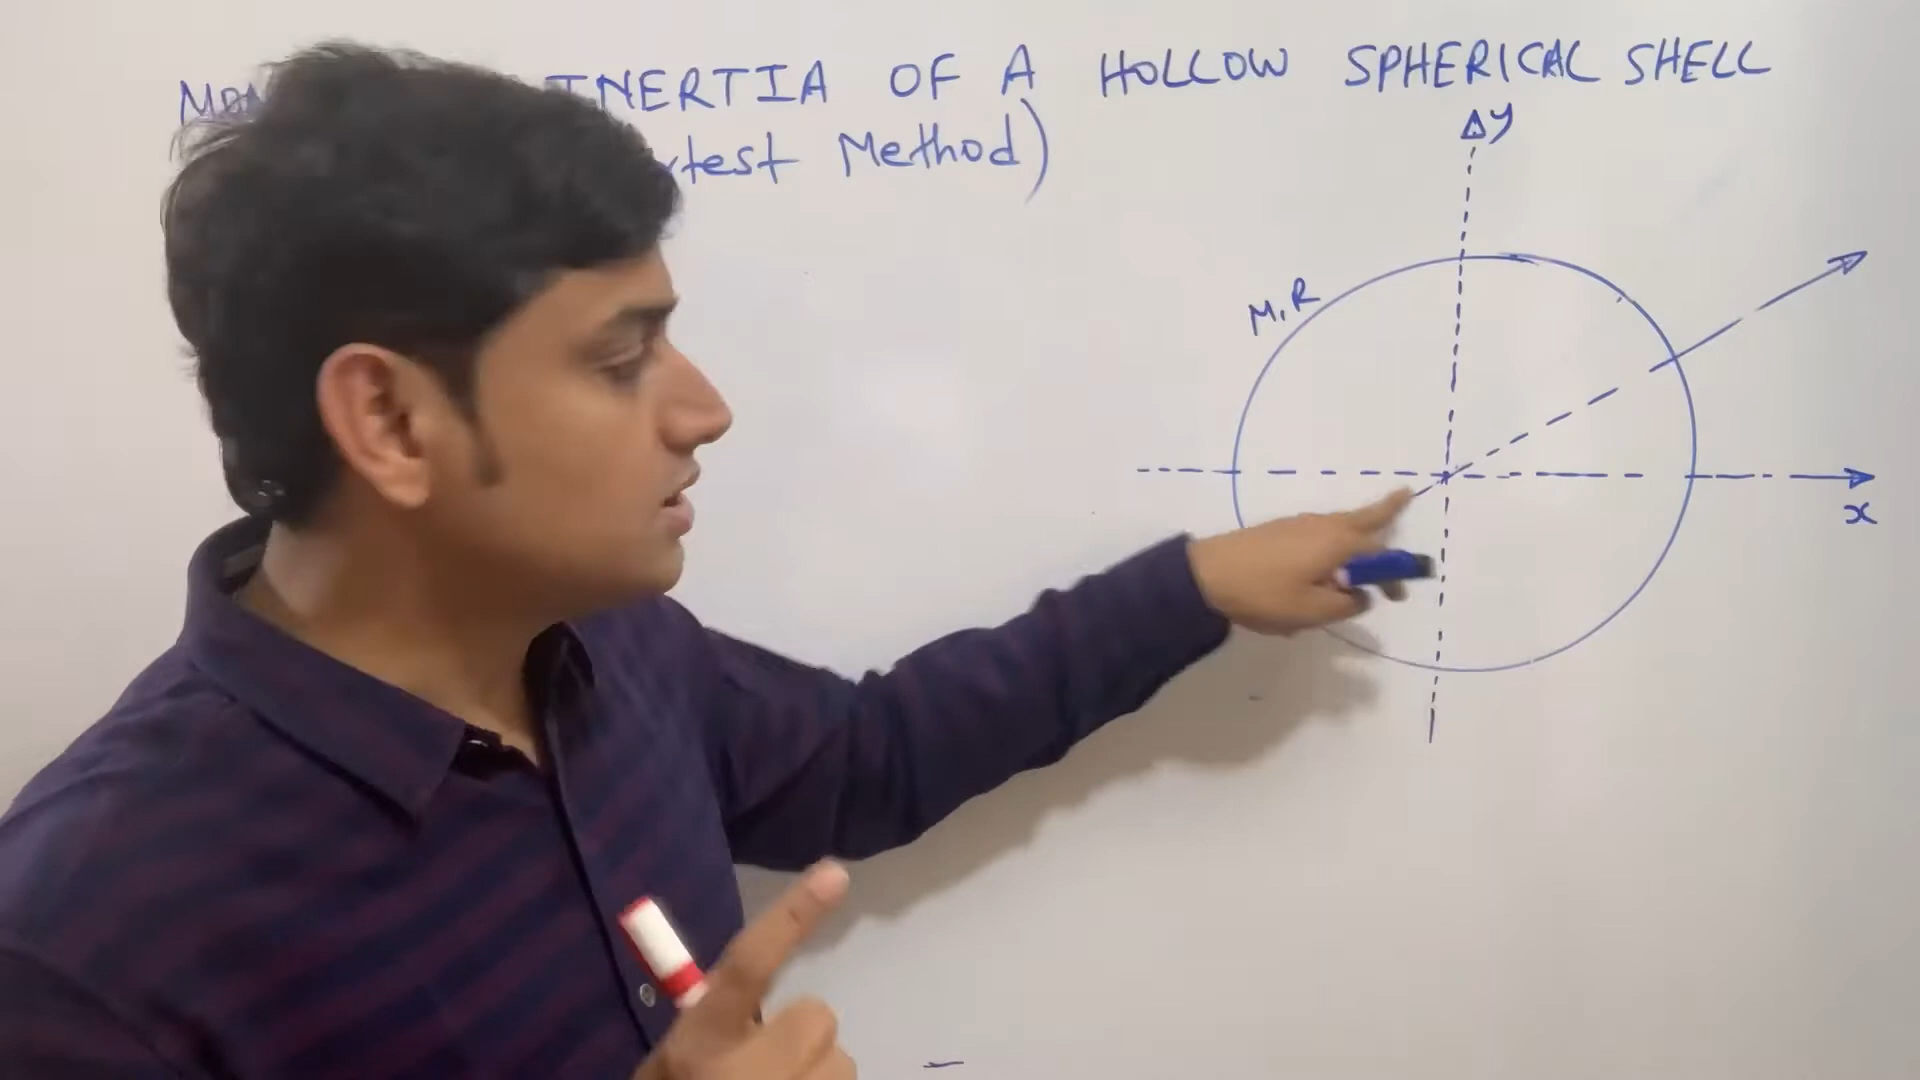 INERTIA OF A HOLLOW SPHERICAL SHELL
Method)
y
M, R
x